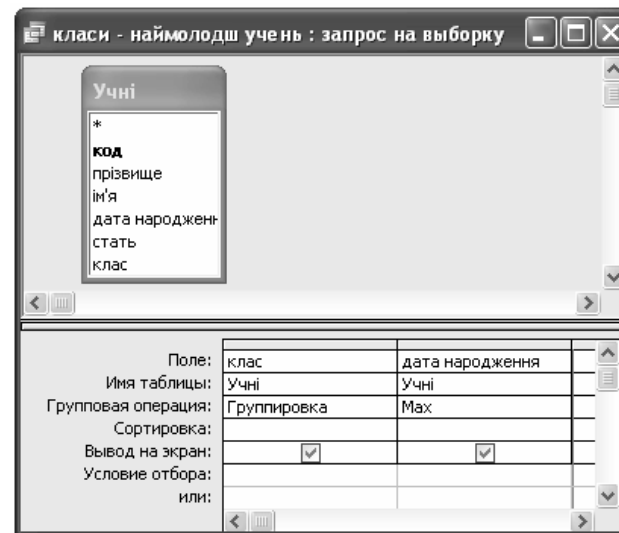 класи - наймолодш учень : запрос на выборку
Учні
*
код
прізвище
ім'я
дата народженн
стать
клас
Поле: клас дата народження
Имя таблицы: Учні Учні
Групповая операция: Группировка Max
Сортировка:
Вывод на экран:
Условие отбора:
или: